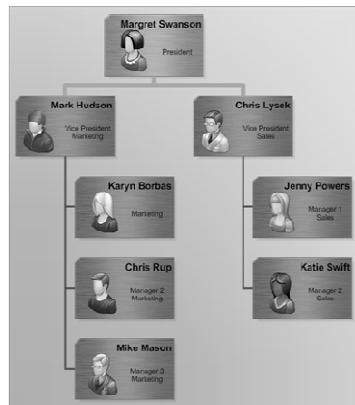 Margret Swanson
President
Mark Hudson
Vice President
Marketing
Chris Lysek
Vice President
Sales
Karyn Borbas
Marketing
Jenny Powers
Manager 1
Sales
Chris Rup
Manager 2
Marketing
Katie Swift
Manager 2
Sales
Mike Mason
Manager 3
Marketing